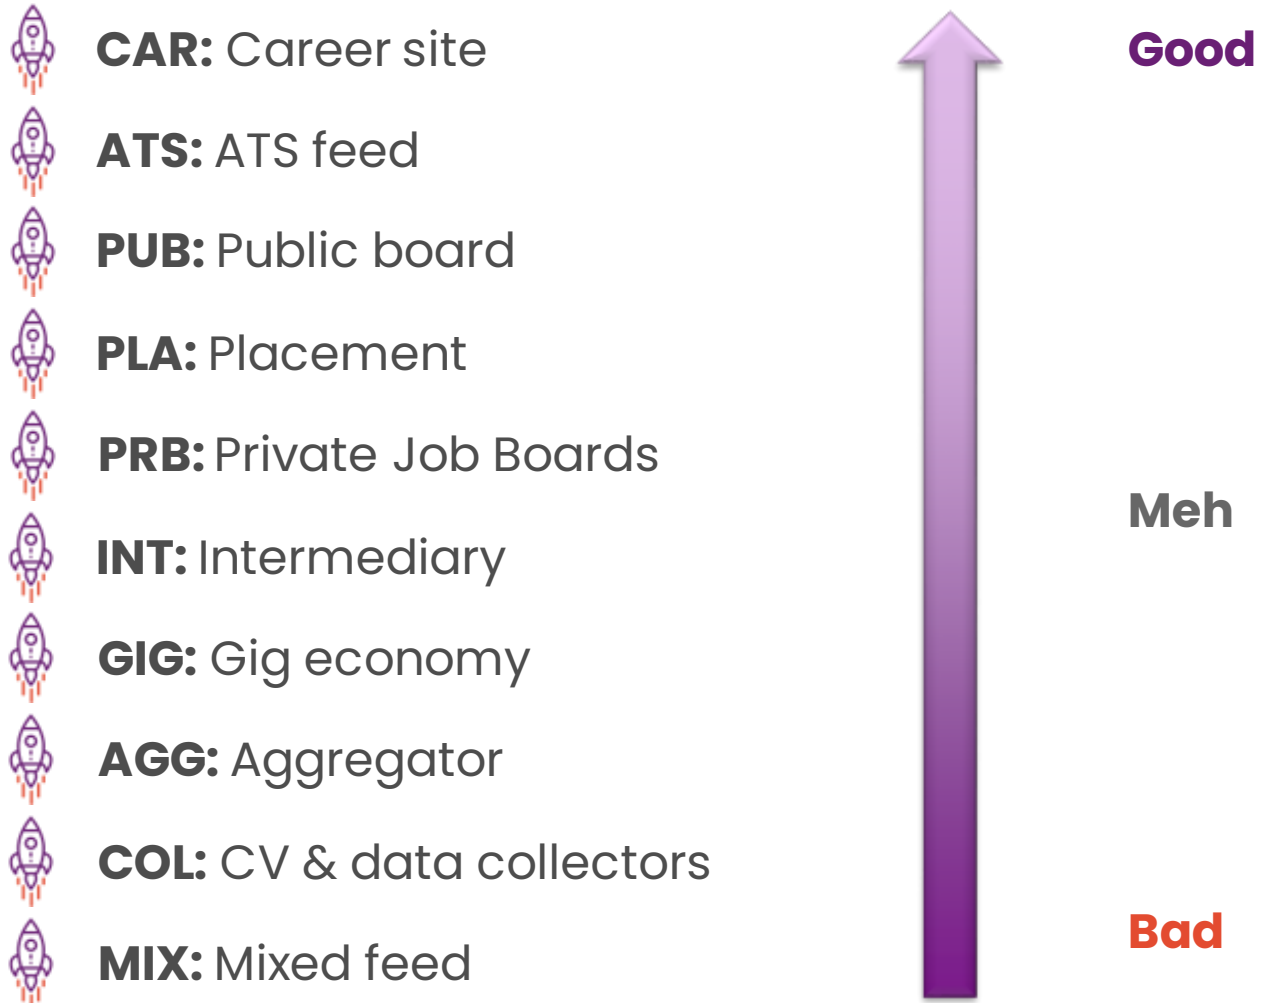 CAR: Career site
Good
ATS: ATS feed
PUB: Public board
PLA: Placement
PRB: Private Job Boards
Meh
INT: Intermediary
GIG: Gig economy
AGG: Aggregator
COL: CV & data collectors
Bad
MIX: Mixed feed